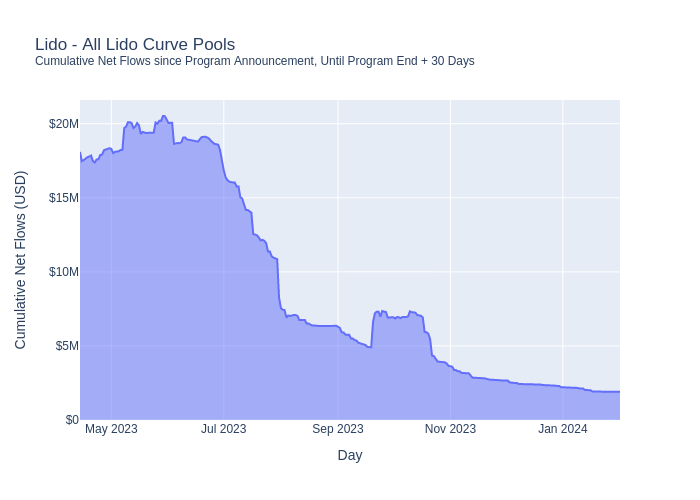 Lido - All Lido Curve Pools
Cumulative Net Flows since Program Announcement, Until Program End + 30 Days
Cumulative Net Flows (USD)
$20M
$15M
$10M
$5M
$0
May 2023
Jul 2023
Sep 2023
Nov 2023
Jan 2024
Day